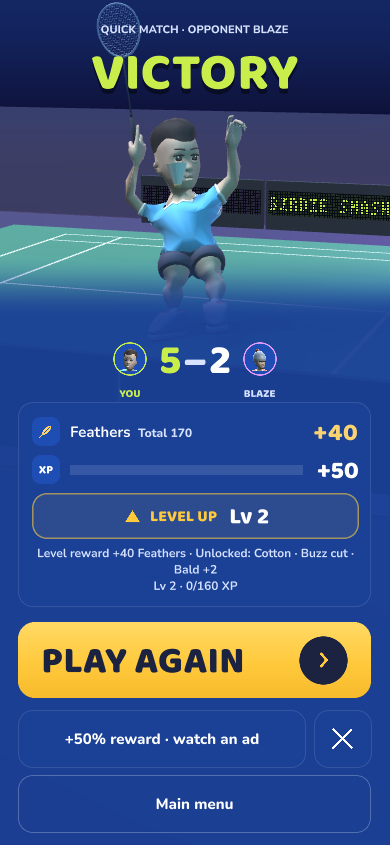 QUICK MATCH · OPPONENT BLAZE
VICTORY
BIRDIE SMASH
5–2
YOU
BLAZE
Feathers Total 170
+40
XP
+50
LEVEL UP Lv 2
Level reward +40 Feathers · Unlocked: Cotton · Buzz cut ·
Bald +2
Lv 2 · 0/160 XP
PLAY AGAIN
+50% reward · watch an ad
Main menu